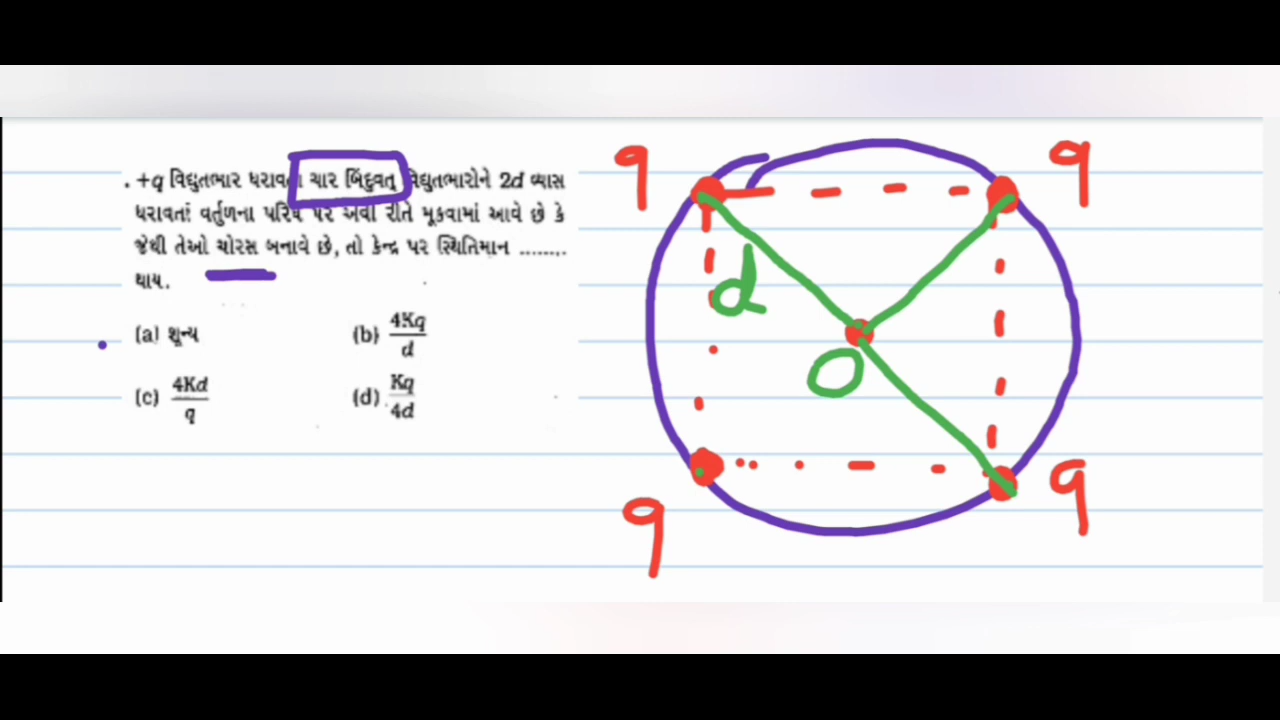 . +q વિદ્યુતભાર ધરાવતા ચાર બિંદુવત્ વિદ્યુતભારોને 2d વ્યાસ
ધરાવતાં વર્તુળના પરિઘ પર એવી રીતે મૂકવામાં આવે છે કે
જેથી તેઓ ચોરસ બનાવે છે, તો કેન્દ્ર પર સ્થિતિમાન ........
થાય.
(a) શૂન્ય (b) 4Kq/d
(c) 4Kd/q (d) Kq/4d
q q
d
O
q q